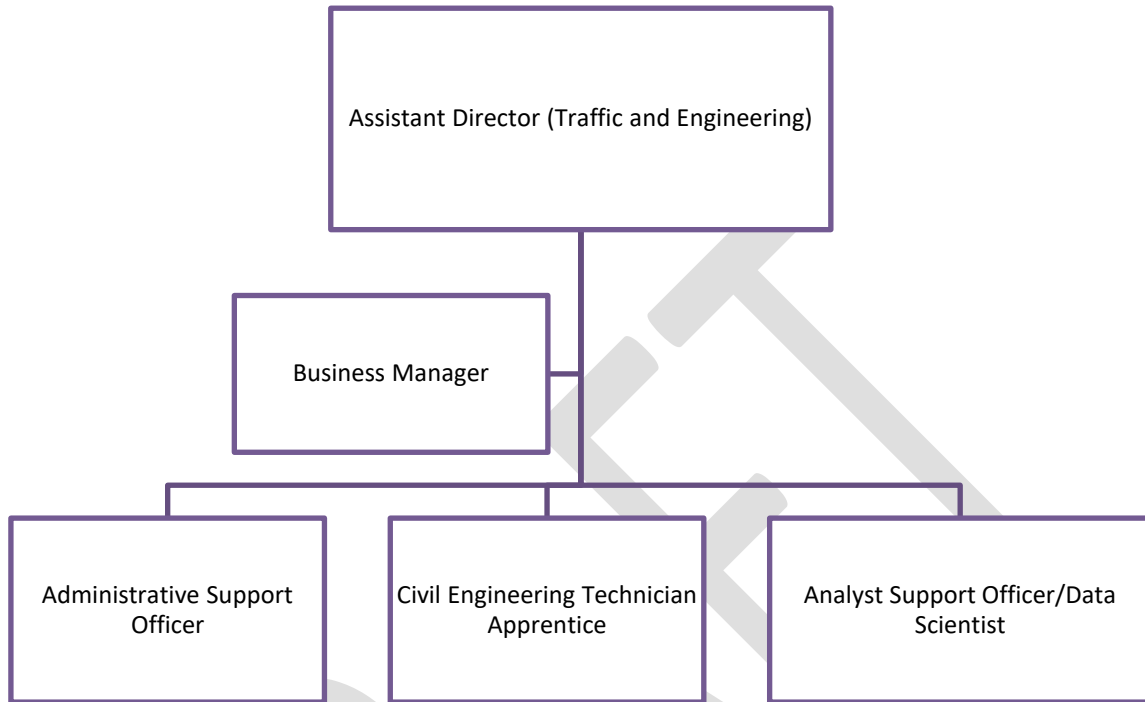 Assistant Director (Traffic and Engineering)
Business Manager
Administrative Support
Officer
Civil Engineering Technician
Apprentice
Analyst Support Officer/Data
Scientist